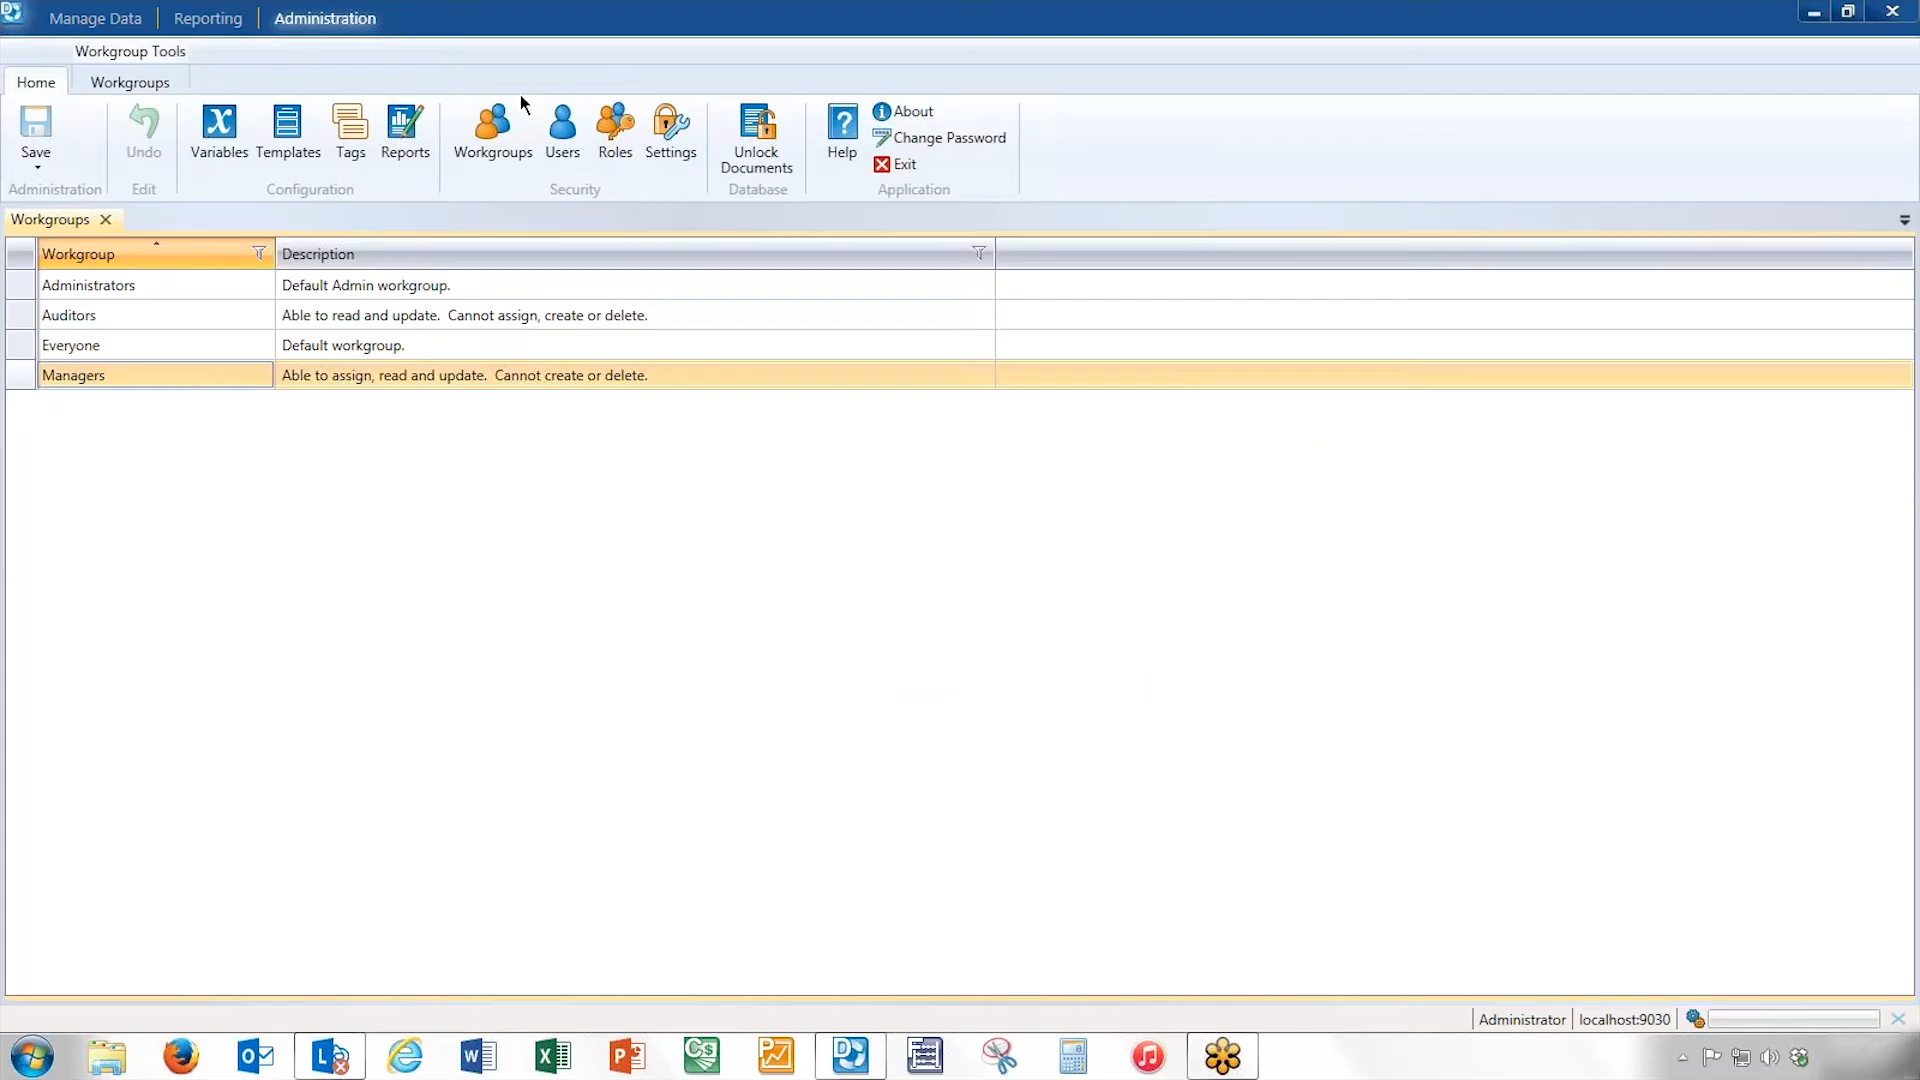 Manage Data
Reporting
Administration
Workgroup Tools
Home
Workgroups
Save
Undo
Variables
Templates
Tags
Reports
Workgroups
Users
Roles
Settings
Unlock
Documents
Help
About
Change Password
Exit
Administration
Edit
Configuration
Security
Database
Application
Workgroups
Workgroup
Description
Administrators
Default Admin workgroup.
Auditors
Able to read and update.  Cannot assign, create or delete.
Everyone
Default workgroup.
Managers
Able to assign, read and update.  Cannot create or delete.
Administrator
localhost:9030